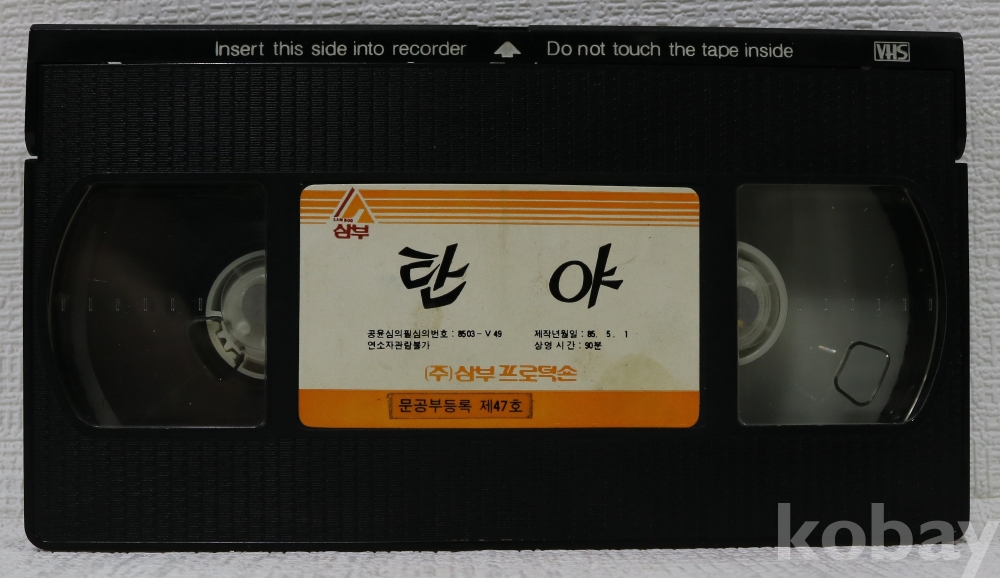 Insert this side into recorder Do not touch the tape inside VHS
SAM BOO
삼부
탄 야
공윤심의필심의번호 : 8503-V49 제작년월일 : 85. 5. 1
연소자관람불가 상영시간 : 90분
(주)삼부프로덕손
문공부등록 제47호
kobay